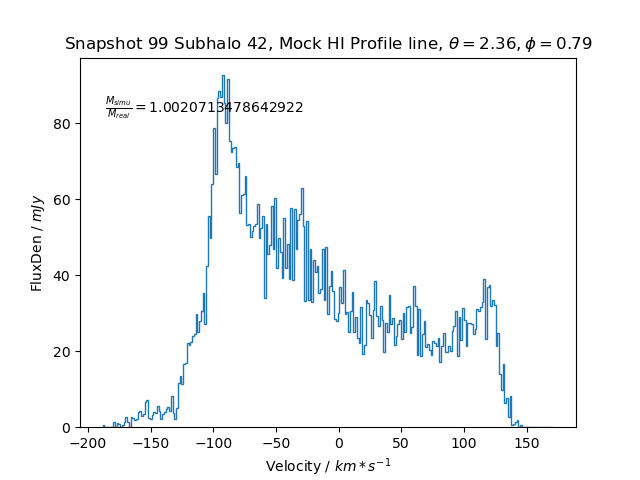 Snapshot 99 Subhalo 42, Mock HI Profile line, θ = 2.36, ϕ = 0.79
M_simu/M_real = 1.0020713478642922
FluxDen / mJy
80
60
40
20
0
−200 −150 −100 −50 0 50 100 150
Velocity / km * s⁻¹